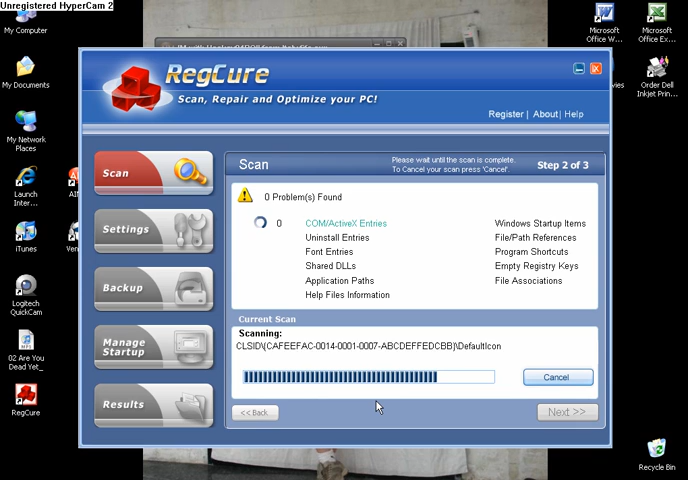 Unregistered HyperCam 2
My Computer
My Documents
My Network
Places
Launch
Inter...
iTunes
Logitech
QuickCam
02 Are You
Dead Yet_
RegCure
Microsoft
Office W...
Microsoft
Office Ex...
Order Dell
Inkjet Prin...
Recycle Bin
RegCure
Scan, Repair and Optimize your PC!
Register | About | Help
Scan
Settings
Backup
Manage
Startup
Results
Scan
Please wait until the scan is complete.
To Cancel your scan press 'Cancel'.
Step 2 of 3
0 Problem(s) Found
0 COM/ActiveX Entries
Uninstall Entries
Font Entries
Shared DLLs
Application Paths
Help Files Information
Windows Startup Items
File/Path References
Program Shortcuts
Empty Registry Keys
File Associations
Current Scan
Scanning:
CLSID\{CAFEEFAC-0014-0001-0007-ABCDEFFEDCBB}\DefaultIcon
Cancel
<< Back
Next >>